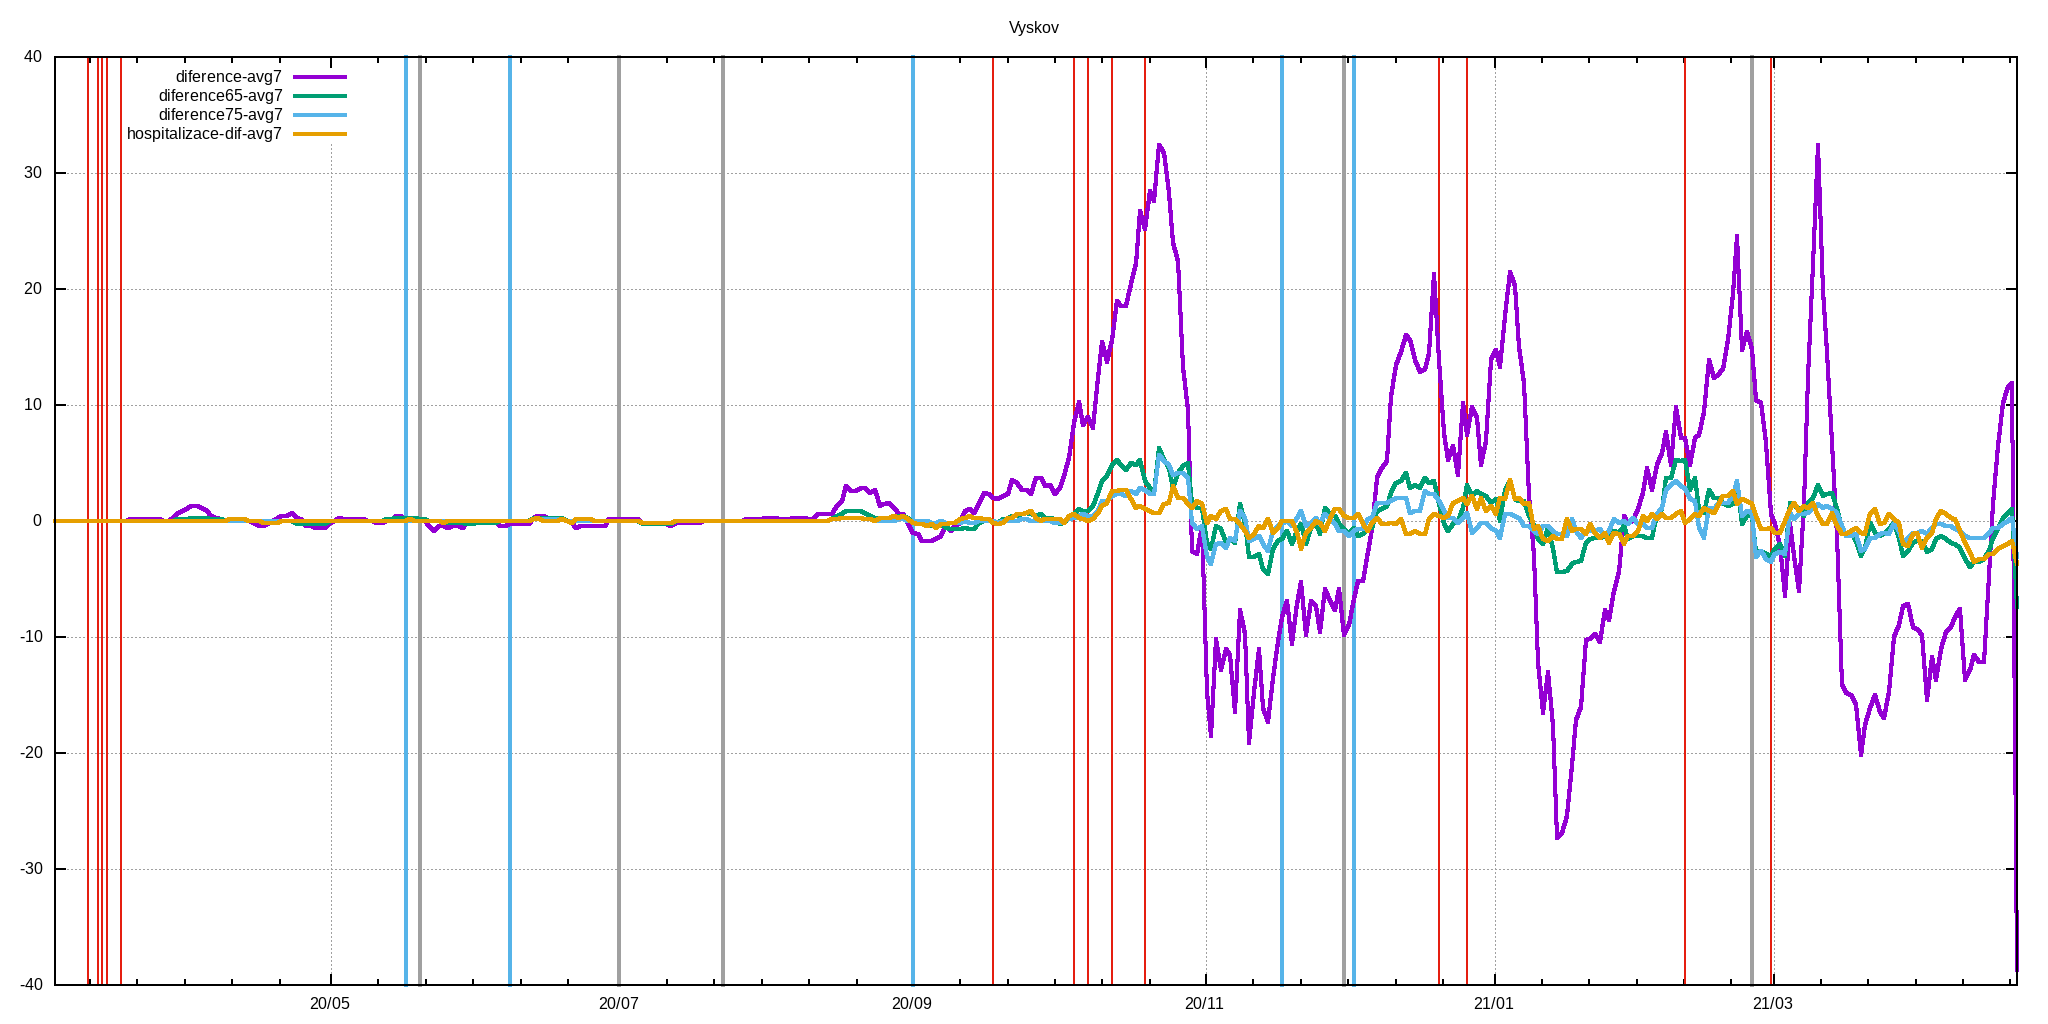 Vyskov
40
diference-avg7
diference65-avg7
diference75-avg7
hospitalizace-dif-avg7
30
20
10
0
-10
-20
-30
-40
20/05 20/07 20/09 20/11 21/01 21/03